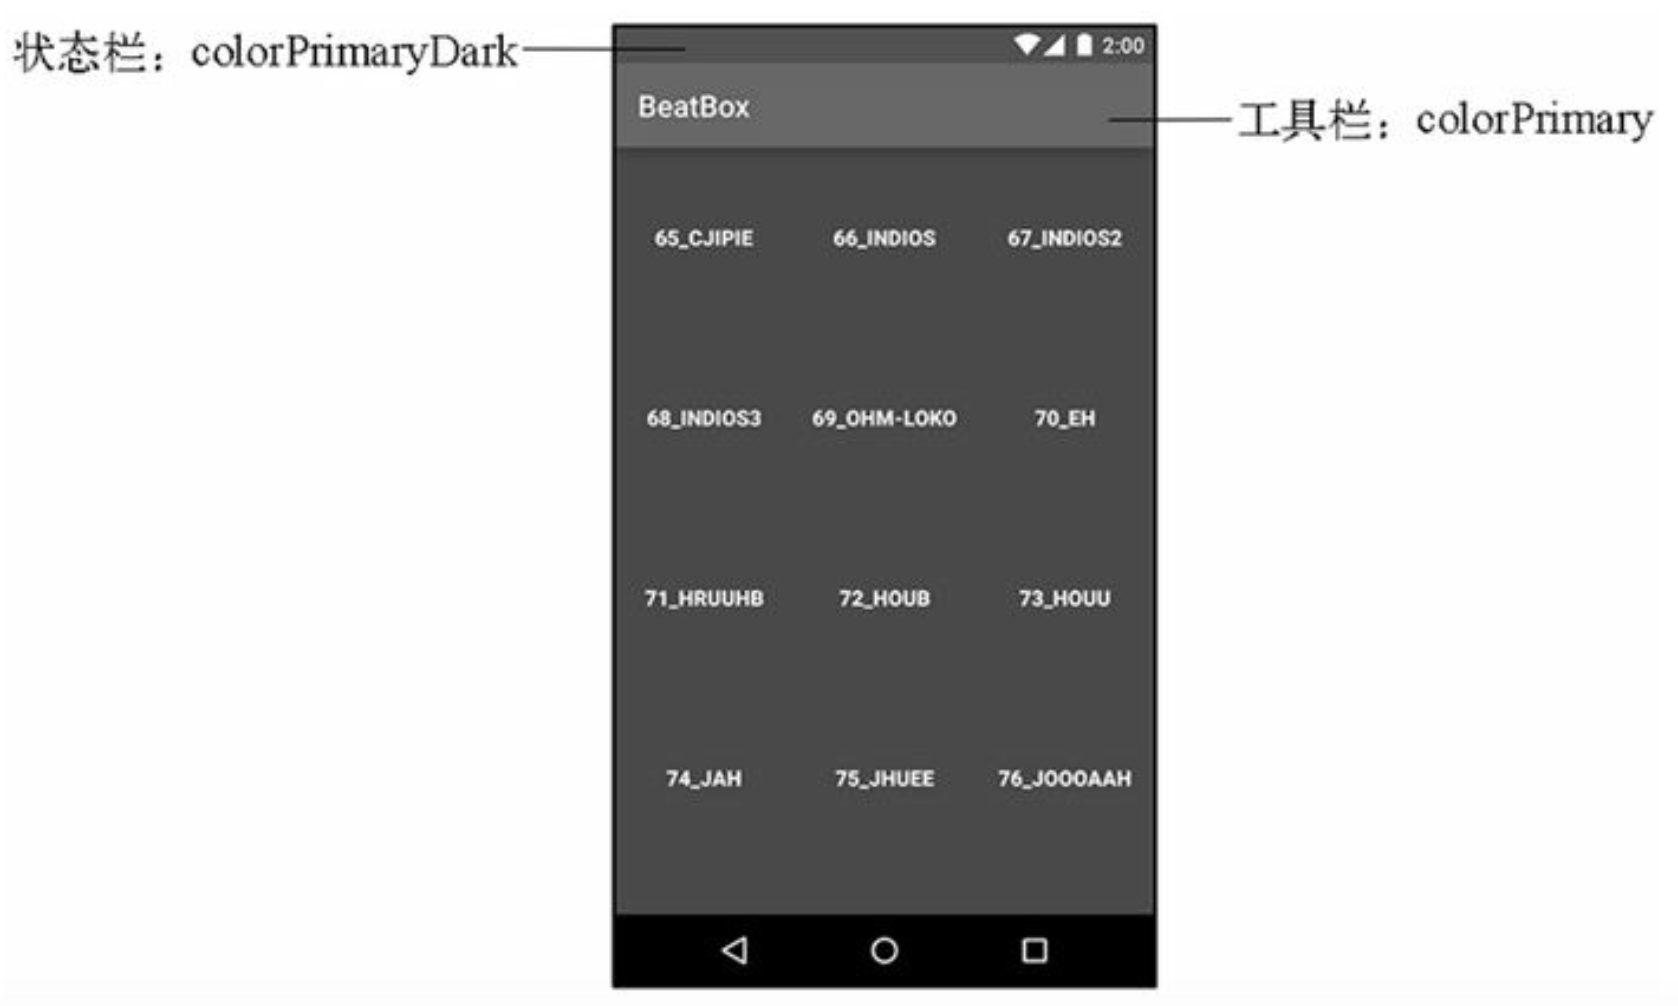 状态栏：colorPrimaryDark
2:00
BeatBox
工具栏：colorPrimary
65_CJIPIE 66_INDIOS 67_INDIOS2
68_INDIOS3 69_OHM-LOKO 70_EH
71_HRUUHB 72_HOUB 73_HOUU
74_JAH 75_JHUEE 76_JOOOAAH